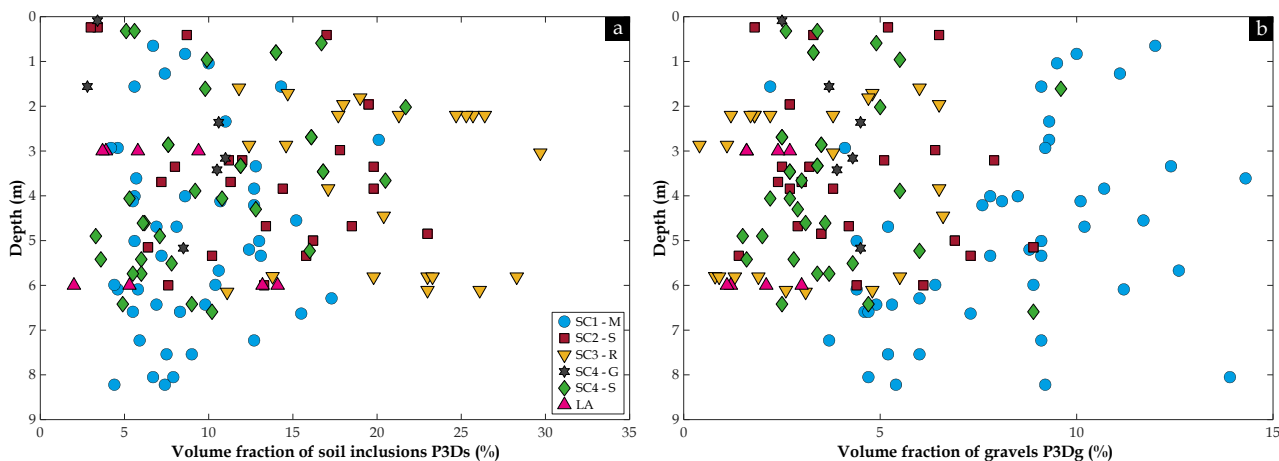 a
0
1
2
3
4
5
6
7
8
9
Depth (m)
0 5 10 15 20 25 30 35
Volume fraction of soil inclusions P3Ds (%)
SC1 - M
SC2 - S
SC3 - R
SC4 - G
SC4 - S
LA
b
0
1
2
3
4
5
6
7
8
9
Depth (m)
0 5 10 15
Volume fraction of gravels P3Dg (%)